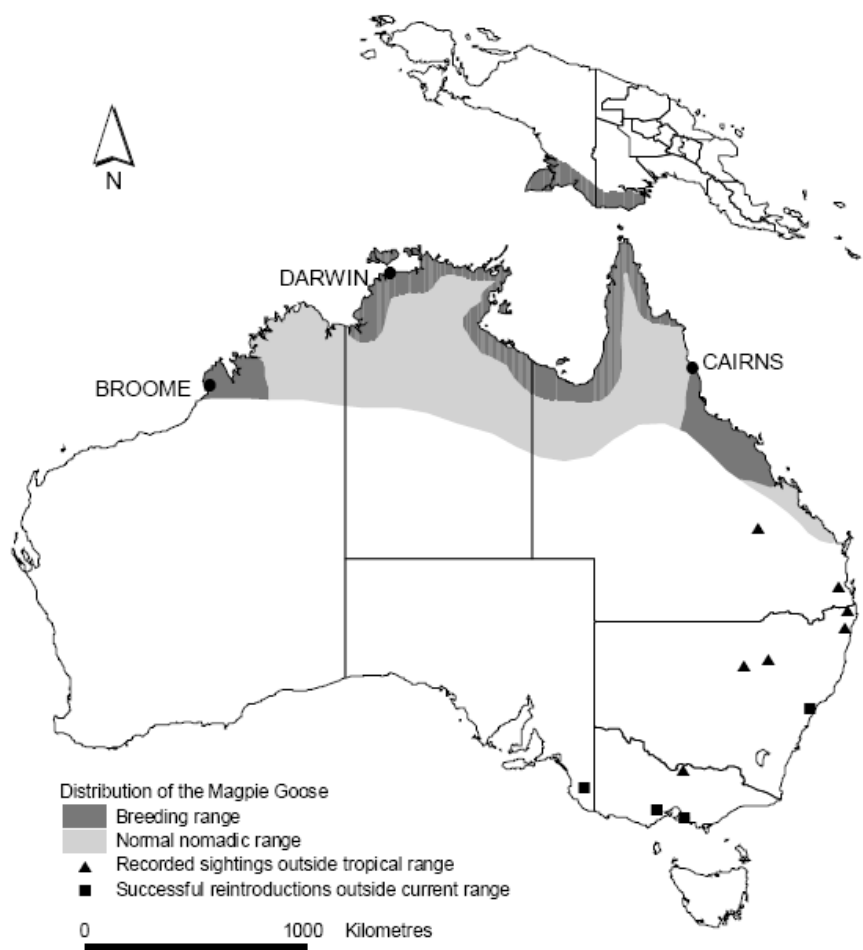 N
DARWIN
BROOME
CAIRNS
Distribution of the Magpie Goose
Breeding range
Normal nomadic range
Recorded sightings outside tropical range
Successful reintroductions outside current range
0 1000 Kilometres